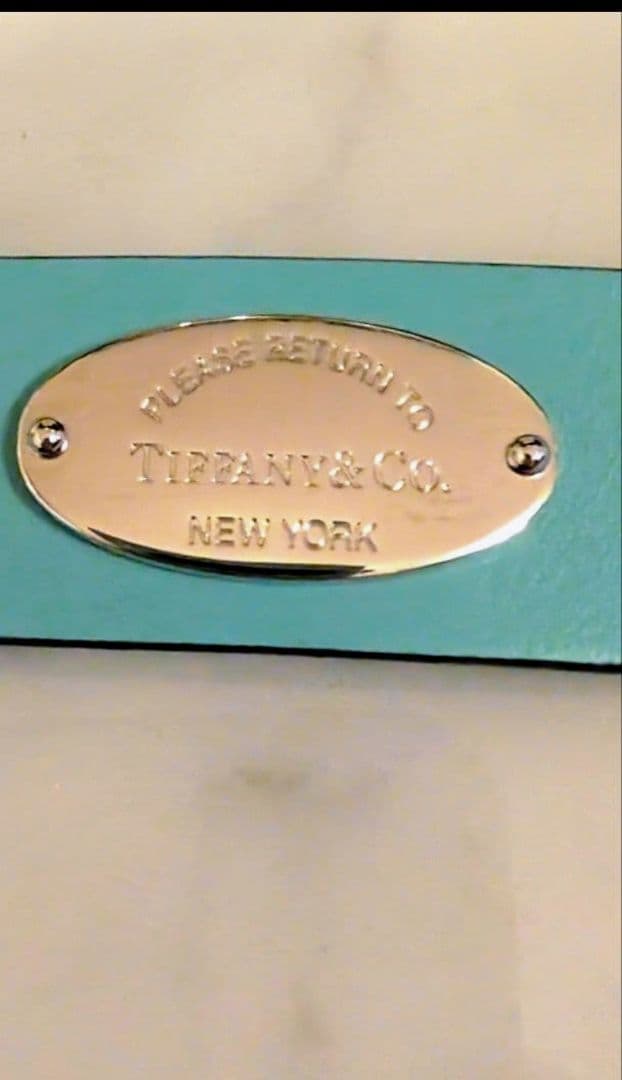 PLEASE RETURN TO
TIFFANY & CO.
NEW YORK